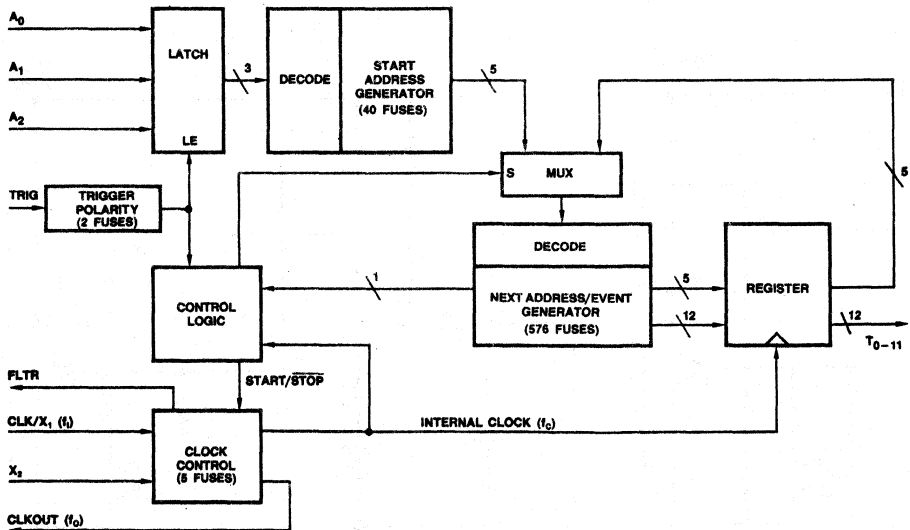 A0
LATCH
3
DECODE
START
ADDRESS
GENERATOR
(40 FUSES)
5
A1
A2
LE
TRIG
TRIGGER
POLARITY
(2 FUSES)
S MUX
5
DECODE
CONTROL
LOGIC
1
NEXT ADDRESS/EVENT
GENERATOR
(576 FUSES)
5
12
REGISTER
12
T0–11
START/STOP
FLTR
CLK/X1 (fI)
CLOCK
CONTROL
(5 FUSES)
INTERNAL CLOCK (fC)
X2
CLKOUT (fO)